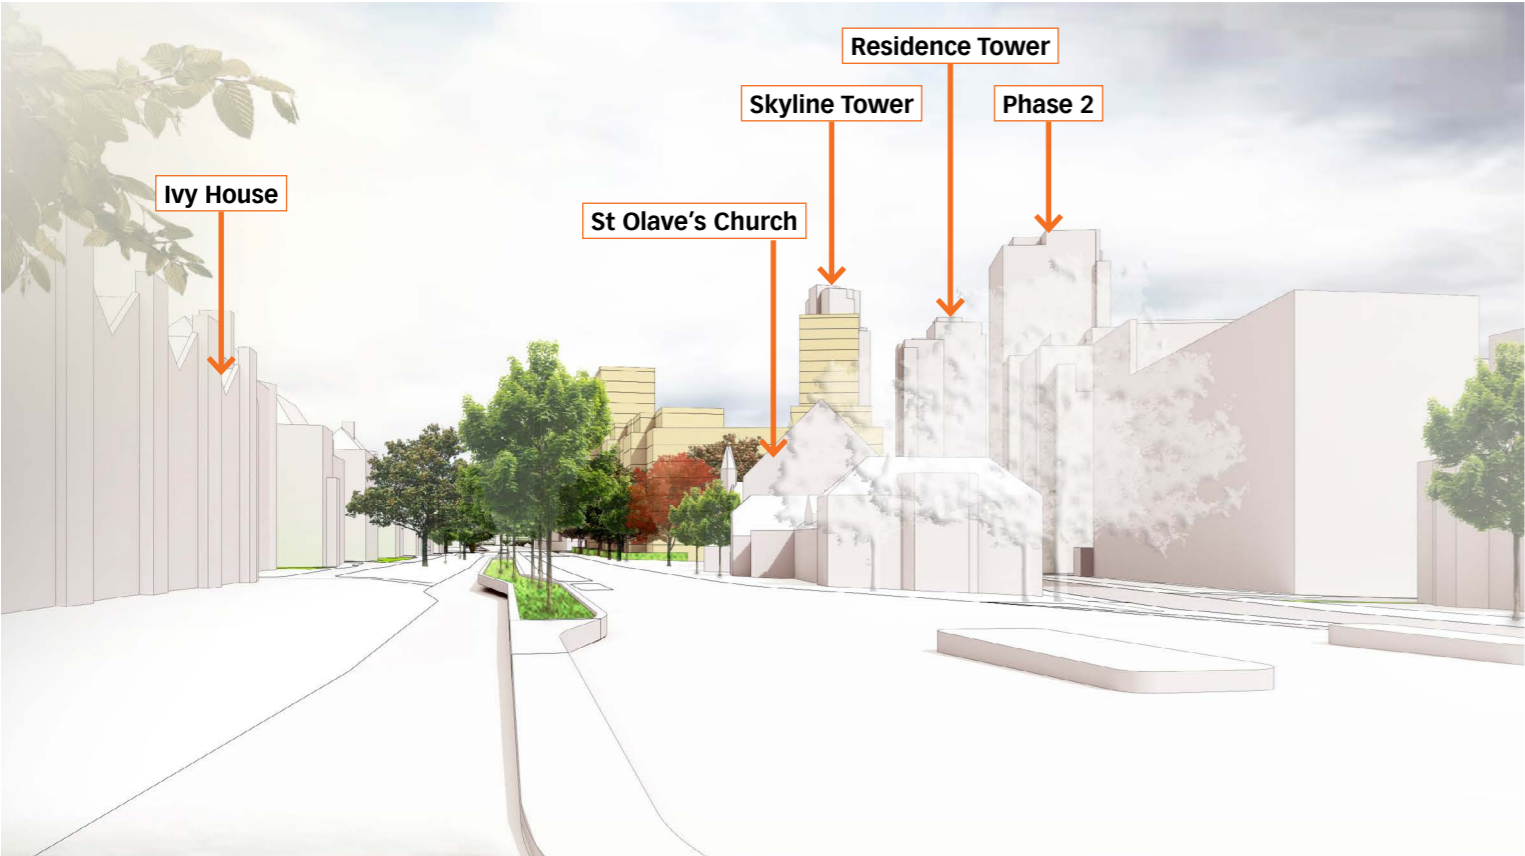 Residence Tower
Skyline Tower
Phase 2
Ivy House
St Olave’s Church